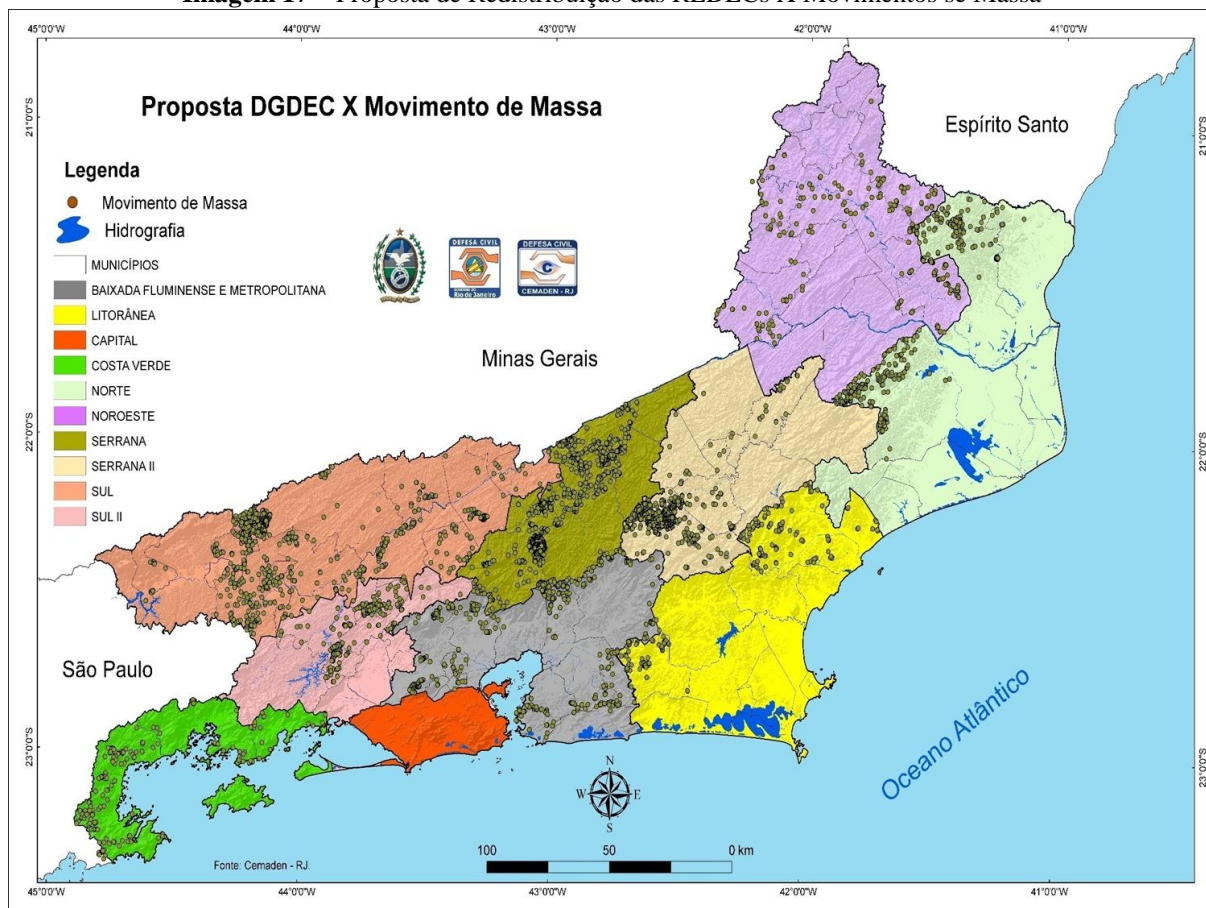 Imagem 17 – Proposta de Redistribuição das REDECs X Movimentos se Massa
45°0'0"W 44°0'0"W 43°0'0"W 42°0'0"W 41°0'0"W
Proposta DGDEC X Movimento de Massa
Espírito Santo
21°0'0"S
21°0'0"S
Legenda
Movimento de Massa
Hidrografia
MUNICÍPIOS
BAIXADA FLUMINENSE E METROPOLITANA
LITORÂNEA
CAPITAL
COSTA VERDE
NORTE
NOROESTE
SERRANA
SERRANA II
SUL
SUL II
DEFESA CIVIL
Rio de Janeiro
DEFESA CIVIL
C
CEMADEN - RJ
Minas Gerais
22°0'0"S
22°0'0"S
São Paulo
Oceano Atlântico
23°0'0"S
23°0'0"S
N
W E
S
Fonte: Cemaden - RJ.
100 50 0 km
45°0'0"W 44°0'0"W 43°0'0"W 42°0'0"W 41°0'0"W